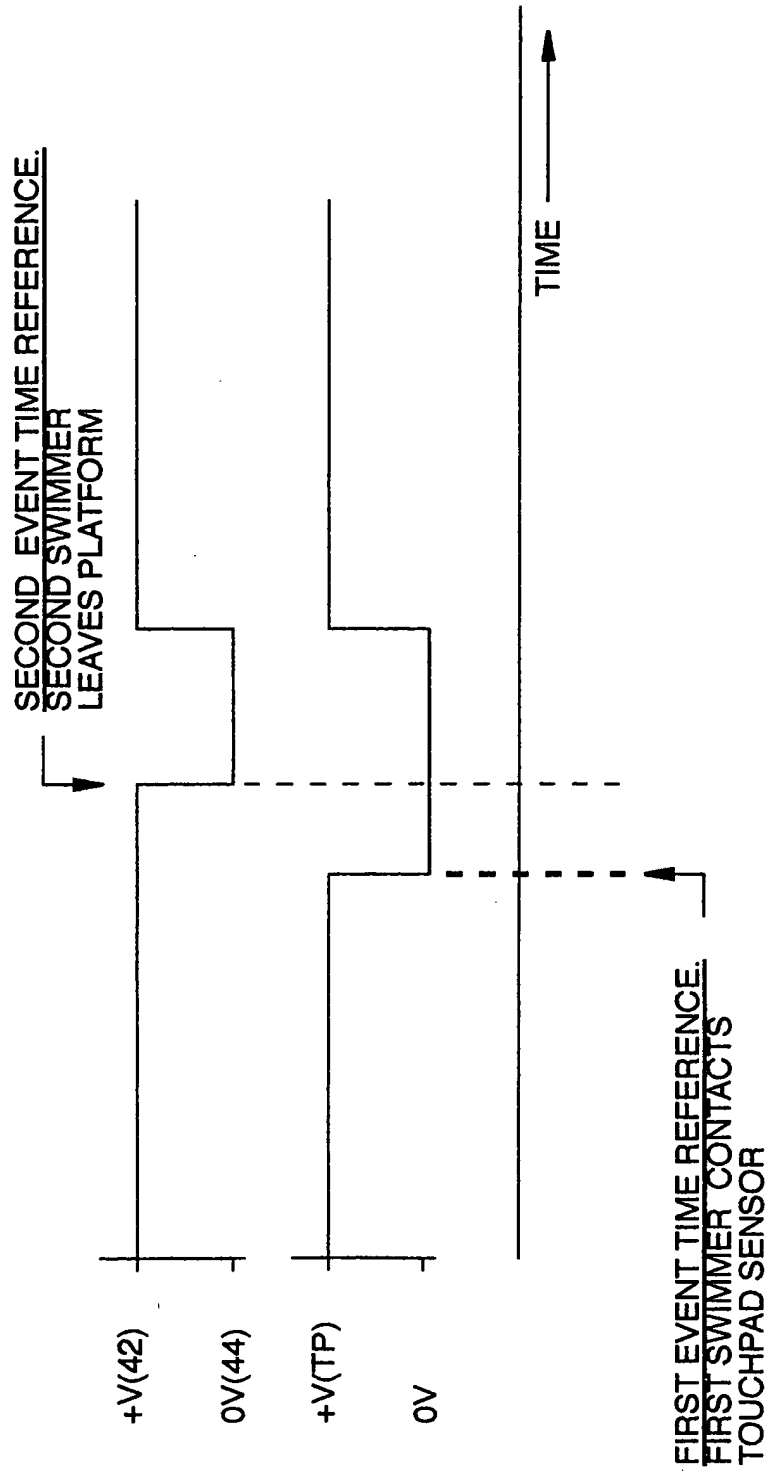 SECOND EVENT TIME REFERENCE.
SECOND SWIMMER
LEAVES PLATFORM
+V(42)
0V(44)
+V(TP)
0V
TIME
FIRST EVENT TIME REFERENCE.
FIRST SWIMMER CONTACTS
TOUCHPAD SENSOR